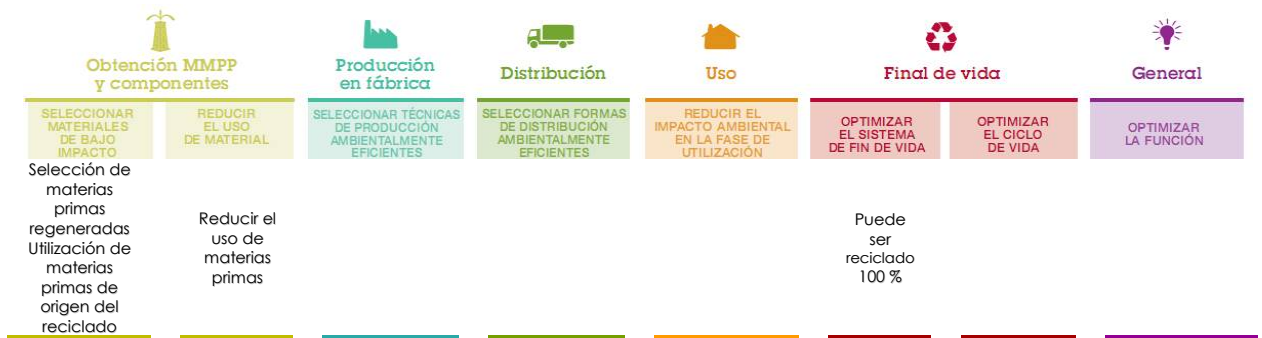 Obtención MMPP
y componentes
Producción
en fábrica
Distribución
Uso
Final de vida
General
SELECCIONAR
MATERIALES
DE BAJO
IMPACTO
REDUCIR
EL USO
DE MATERIAL
SELECCIONAR TÉCNICAS
DE PRODUCCIÓN
AMBIENTALMENTE
EFICIENTES
SELECCIONAR FORMAS
DE DISTRIBUCIÓN
AMBIENTALMENTE
EFICIENTES
REDUCIR EL
IMPACTO AMBIENTAL
EN LA FASE DE
UTILIZACIÓN
OPTIMIZAR
EL SISTEMA
DE FIN DE VIDA
OPTIMIZAR
EL CICLO
DE VIDA
OPTIMIZAR
LA FUNCIÓN
Selección de
materias
primas
regeneradas
Utilización de
materias
primas de
origen del
reciclado
Reducir el
uso de
materias
primas
Puede
ser
reciclado
100 %